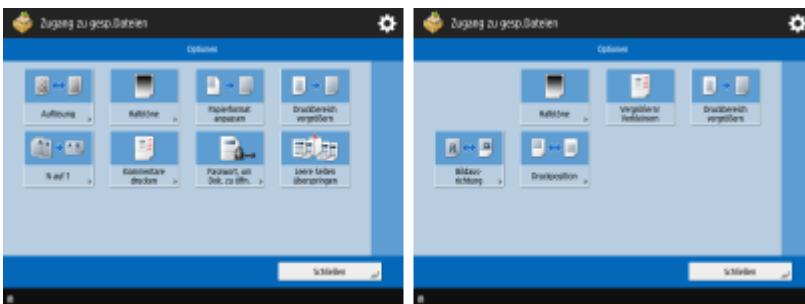 Zugang zu gesp.Dateien
Optionen
Auflösung
Halbtöne
Papierformat
anpassen
Druckbereich
vergrößern
N auf 1
Kommentare
drucken
Passwort, um
Dok. zu öffn.
Leere Seiten
überspringen
Schließen
Zugang zu gesp.Dateien
Optionen
Halbtöne
Vergrößern/
Verkleinern
Druckbereich
vergrößern
Bildaus-
richtung
Druckposition
Schließen